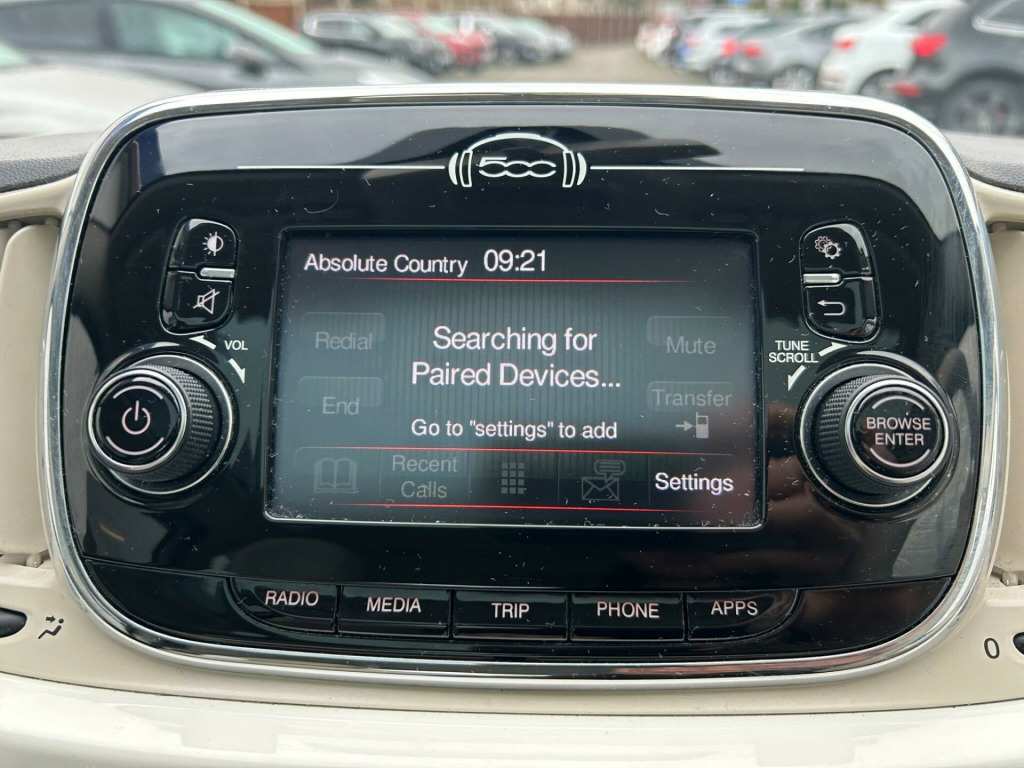 500
Absolute Country 09:21
VOL
TUNE
SCROLL
Redial
Searching for
Paired Devices...
Mute
End
Transfer
BROWSE
ENTER
Go to "settings" to add
Recent
Calls
Settings
RADIO
MEDIA
TRIP
PHONE
APPS
0